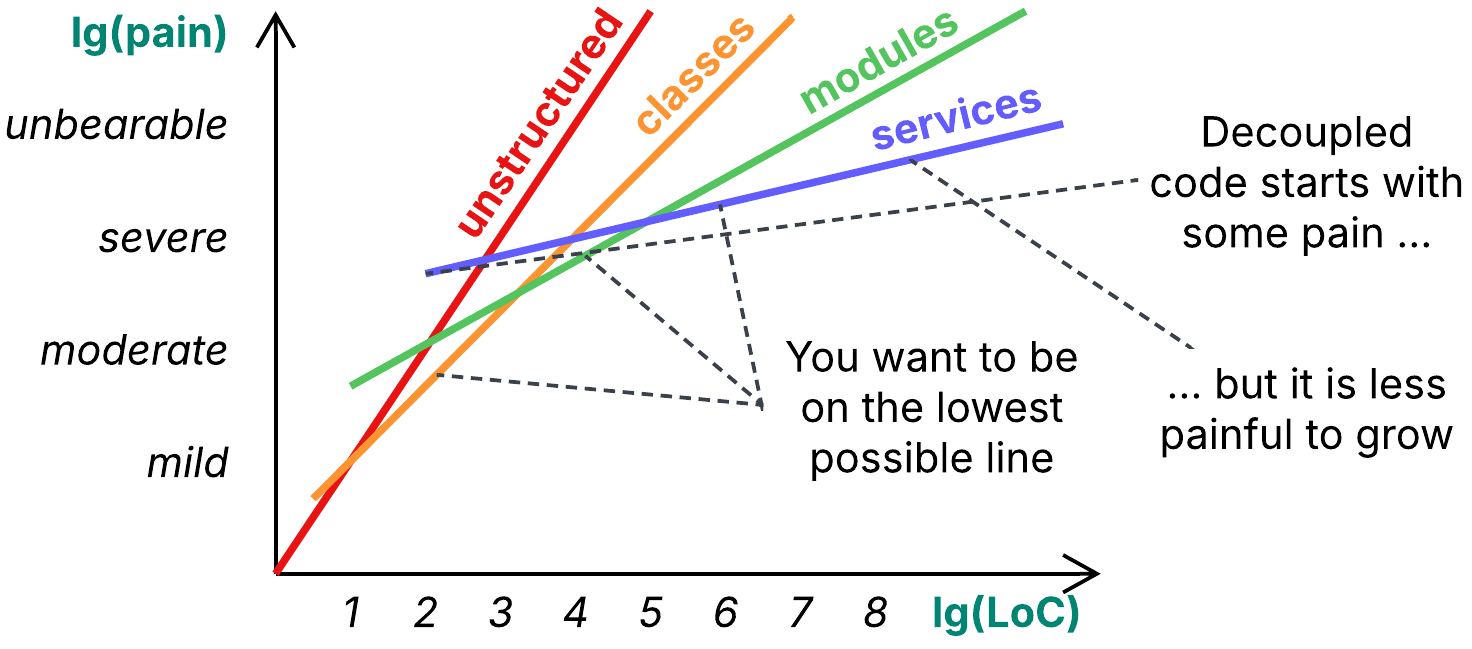 lg(pain)
unbearable
severe
moderate
mild
unstructured
classes
modules
services
Decoupled
code starts with
some pain ...
You want to be
on the lowest
possible line
... but it is less
painful to grow
1 2 3 4 5 6 7 8 lg(LoC)